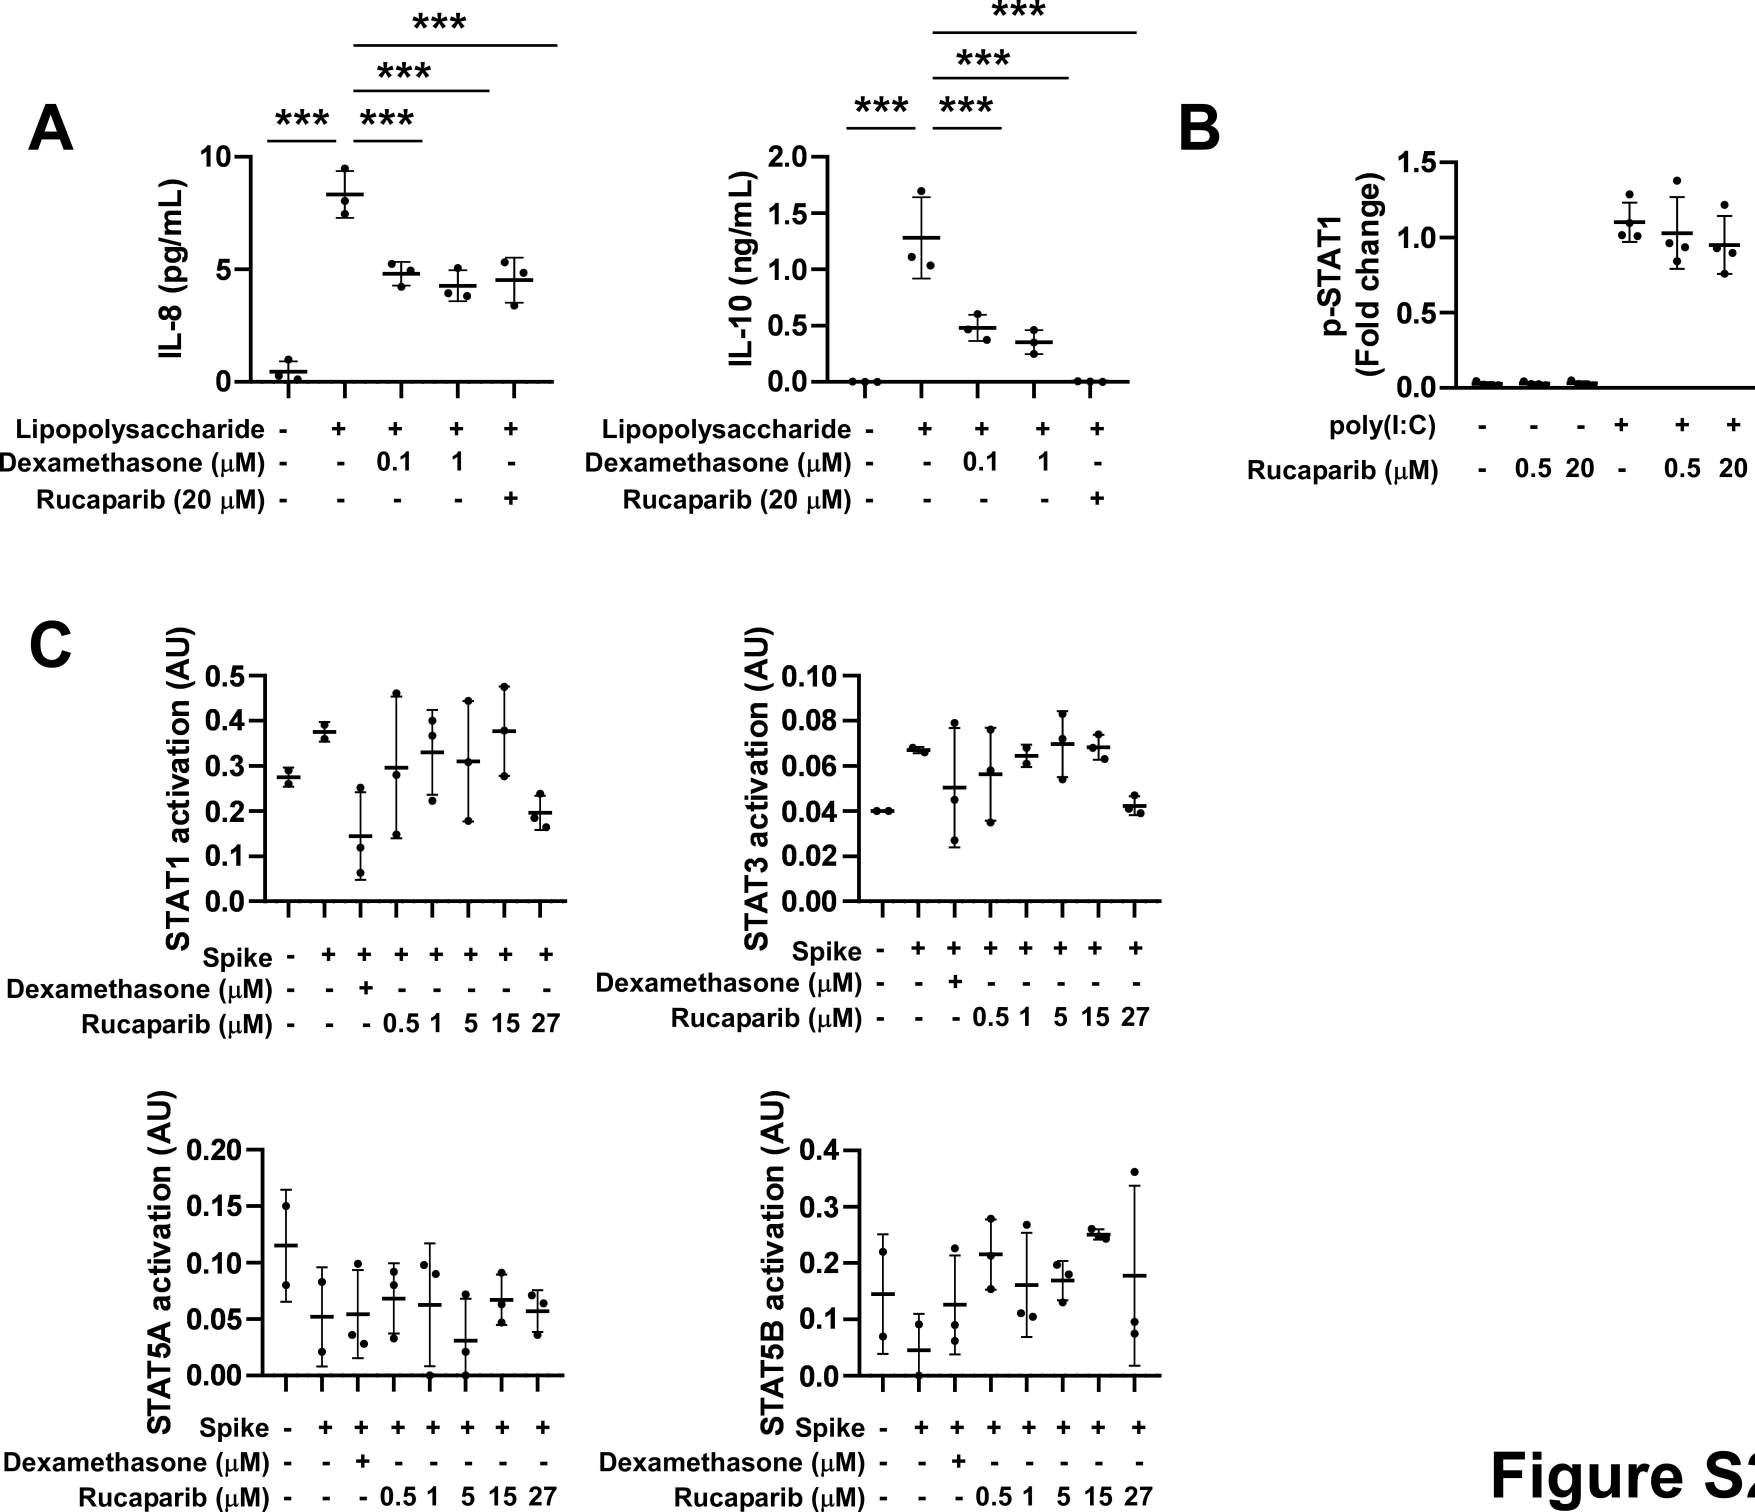 *** ***
*** ***
A *** *** *** *** B
10 2.0 1.5
5 1.5 1.0
0 1.0 0.5
0.5 0.0
0.0
IL-8 (pg/mL) IL-10 (ng/mL) p-STAT1
(Fold change)
Lipopolysaccharide - + + + +
Dexamethasone (μM) - - 0.1 1 -
Rucaparib (20 μM) - - - - +
Lipopolysaccharide - + + + +
Dexamethasone (μM) - - 0.1 1 -
Rucaparib (20 μM) - - - - +
poly(I:C) - - - + + +
Rucaparib (μM) - 0.5 20 - 0.5 20
C
STAT1 activation (AU)
0.5
0.4
0.3
0.2
0.1
0.0
Spike - + + + + + + +
Dexamethasone (μM) - - + - - - - -
Rucaparib (μM) - - - 0.5 1 5 15 27
STAT3 activation (AU)
0.10
0.08
0.06
0.04
0.02
0.00
Spike - + + + + + + +
Dexamethasone (μM) - - + - - - - -
Rucaparib (μM) - - - 0.5 1 5 15 27
STAT5A activation (AU)
0.20
0.15
0.10
0.05
0.00
Spike - + + + + + + +
Dexamethasone (μM) - - + - - - - -
Rucaparib (μM) - - - 0.5 1 5 15 27
STAT5B activation (AU)
0.4
0.3
0.2
0.1
0.0
Spike - + + + + + + +
Dexamethasone (μM) - - + - - - - -
Rucaparib (μM) - - - 0.5 1 5 15 27
Figure S2